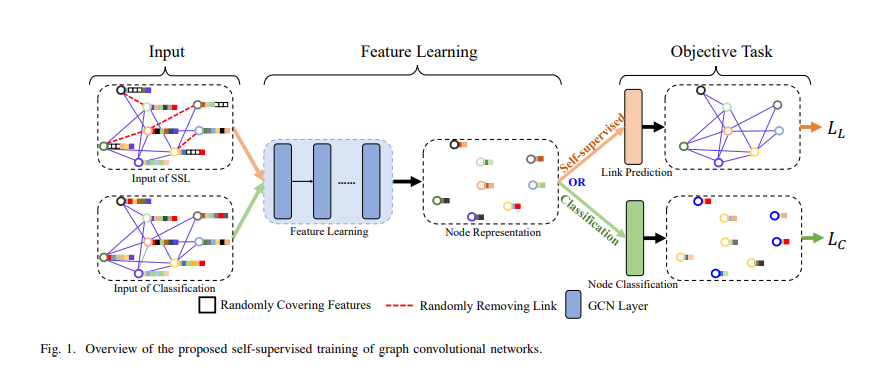 Input
Feature Learning
Objective Task
Input of SSL
Input of Classification
Feature Learning
......
Node Representation
Self-supervised
OR
Classification
Link Prediction
Node Classification
L_L
L_C
Randomly Covering Features
Randomly Removing Link
GCN Layer
Fig. 1. Overview of the proposed self-supervised training of graph convolutional networks.